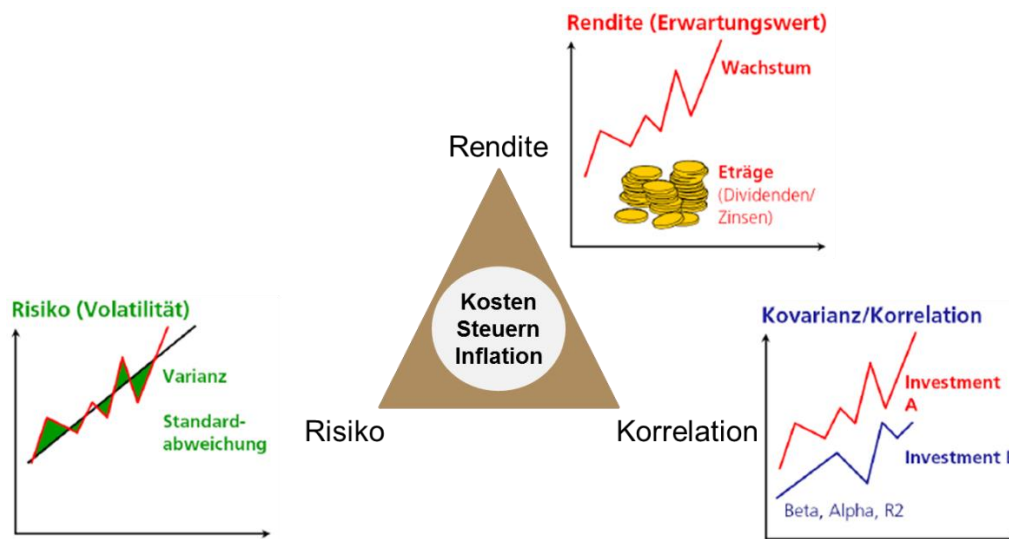 Rendite (Erwartungswert)
Wachstum
Eträge
(Dividenden/
Zinsen)
Rendite
Kosten
Steuern
Inflation
Risiko
Korrelation
Risiko (Volatilität)
Varianz
Standard-
abweichung
Kovarianz/Korrelation
Investment
A
Investment
Beta, Alpha, R2